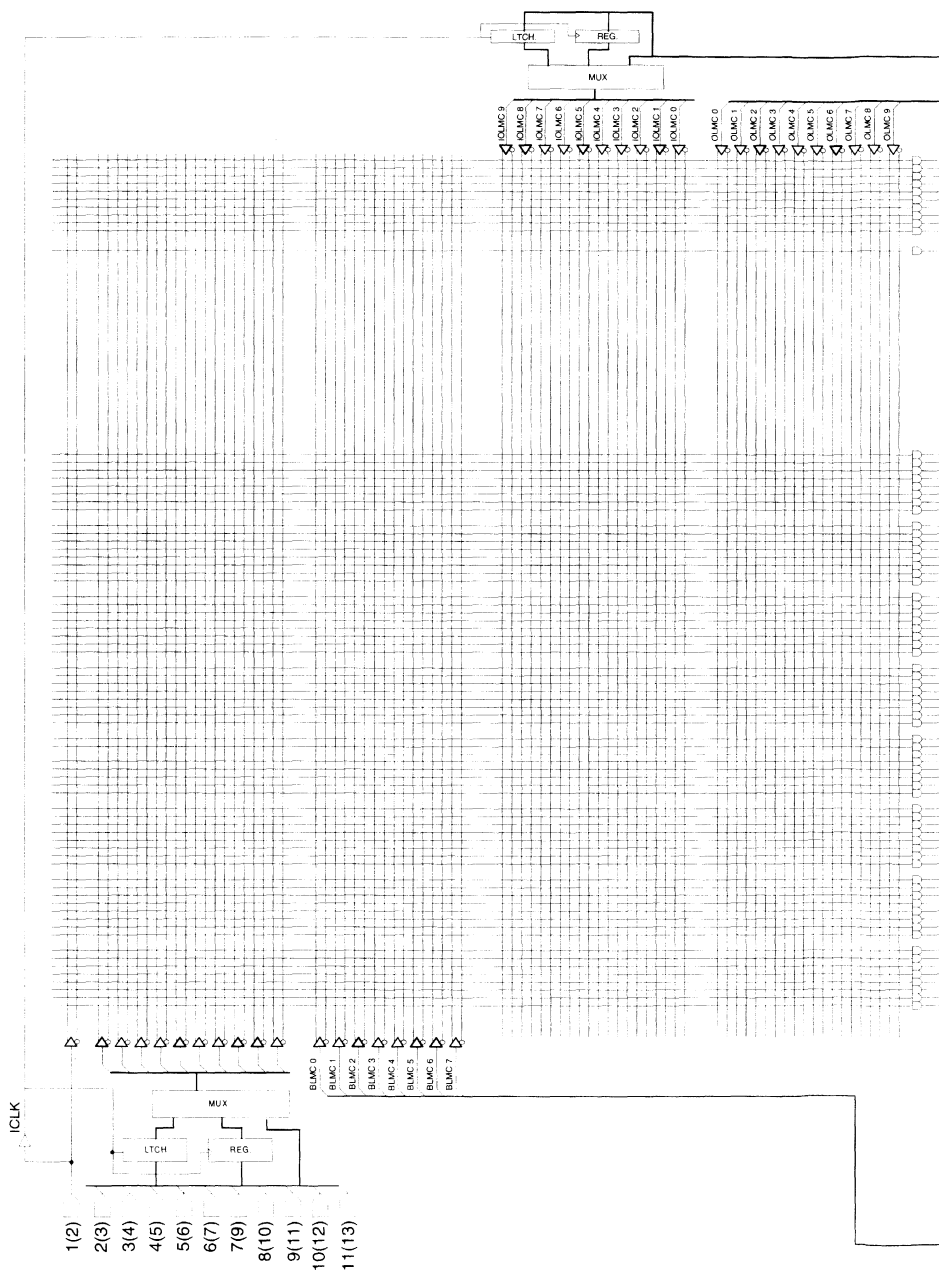 LTCH.
REG.
MUX
IOLMC 9
IOLMC 8
IOLMC 7
IOLMC 6
IOLMC 5
IOLMC 4
IOLMC 3
IOLMC 2
IOLMC 1
IOLMC 0
OLMC 0
OLMC 1
OLMC 2
OLMC 3
OLMC 4
OLMC 5
OLMC 6
OLMC 7
OLMC 8
OLMC 9
BLMC 0
BLMC 1
BLMC 2
BLMC 3
BLMC 4
BLMC 5
BLMC 6
BLMC 7
ICLK
MUX
LTCH
REG
1(2)
2(3)
3(4)
4(5)
5(6)
6(7)
7(9)
8(10)
9(11)
10(12)
11(13)